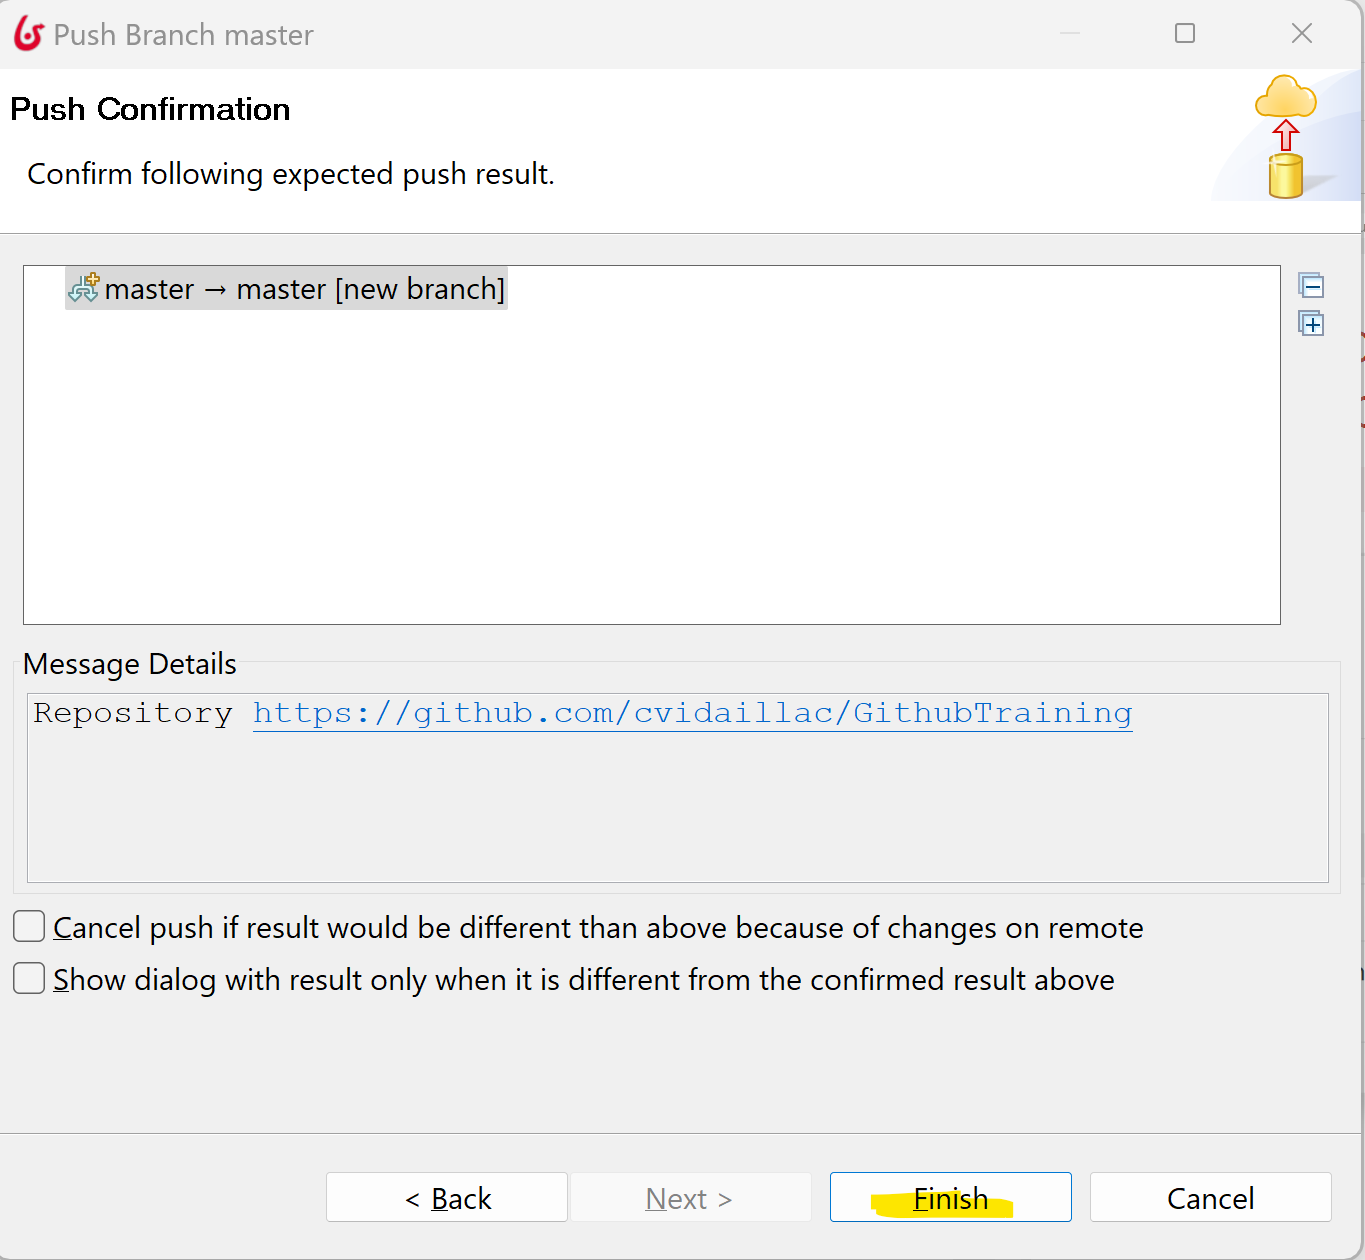 Push Branch master
Push Confirmation
Confirm following expected push result.
master → master [new branch]
Message Details
Repository https://github.com/cvidaillac/GithubTraining
Cancel push if result would be different than above because of changes on remote
Show dialog with result only when it is different from the confirmed result above
< Back
Next >
Finish
Cancel